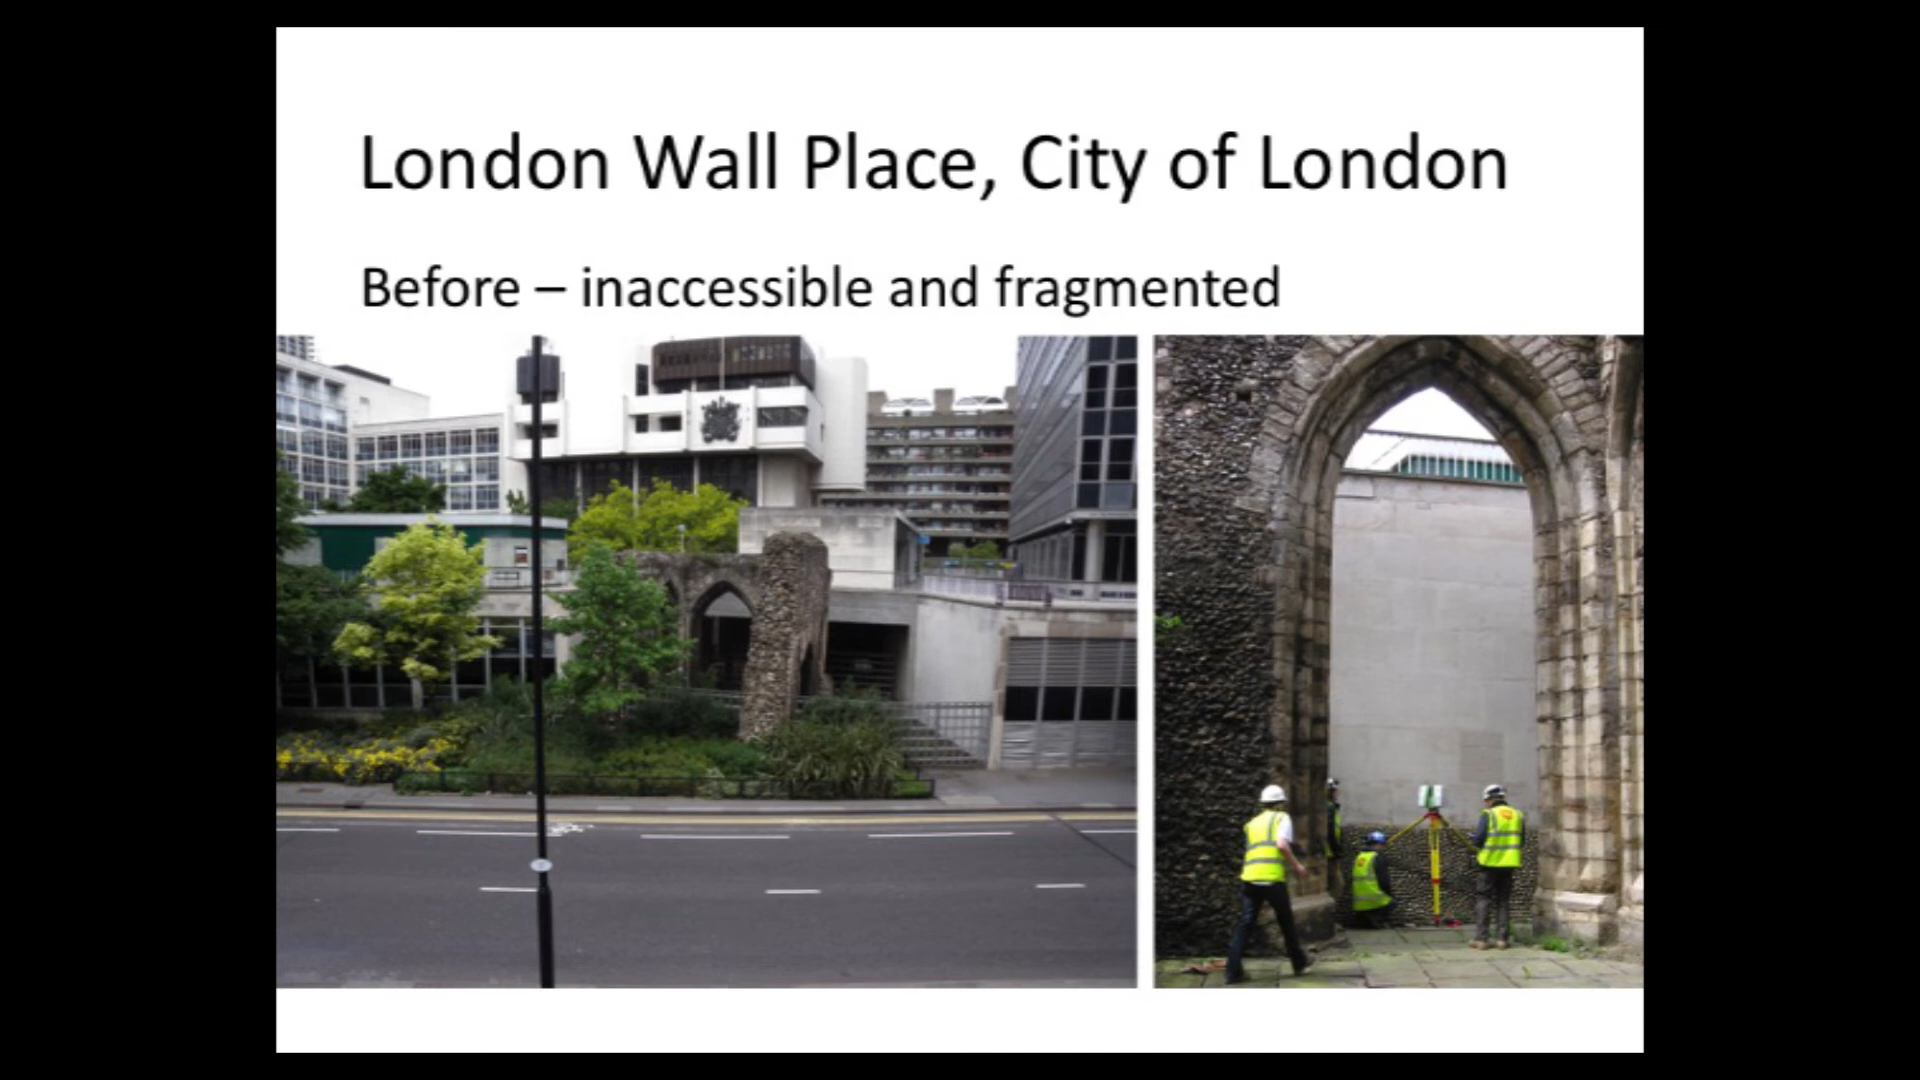 London Wall Place, City of London
Before – inaccessible and fragmented